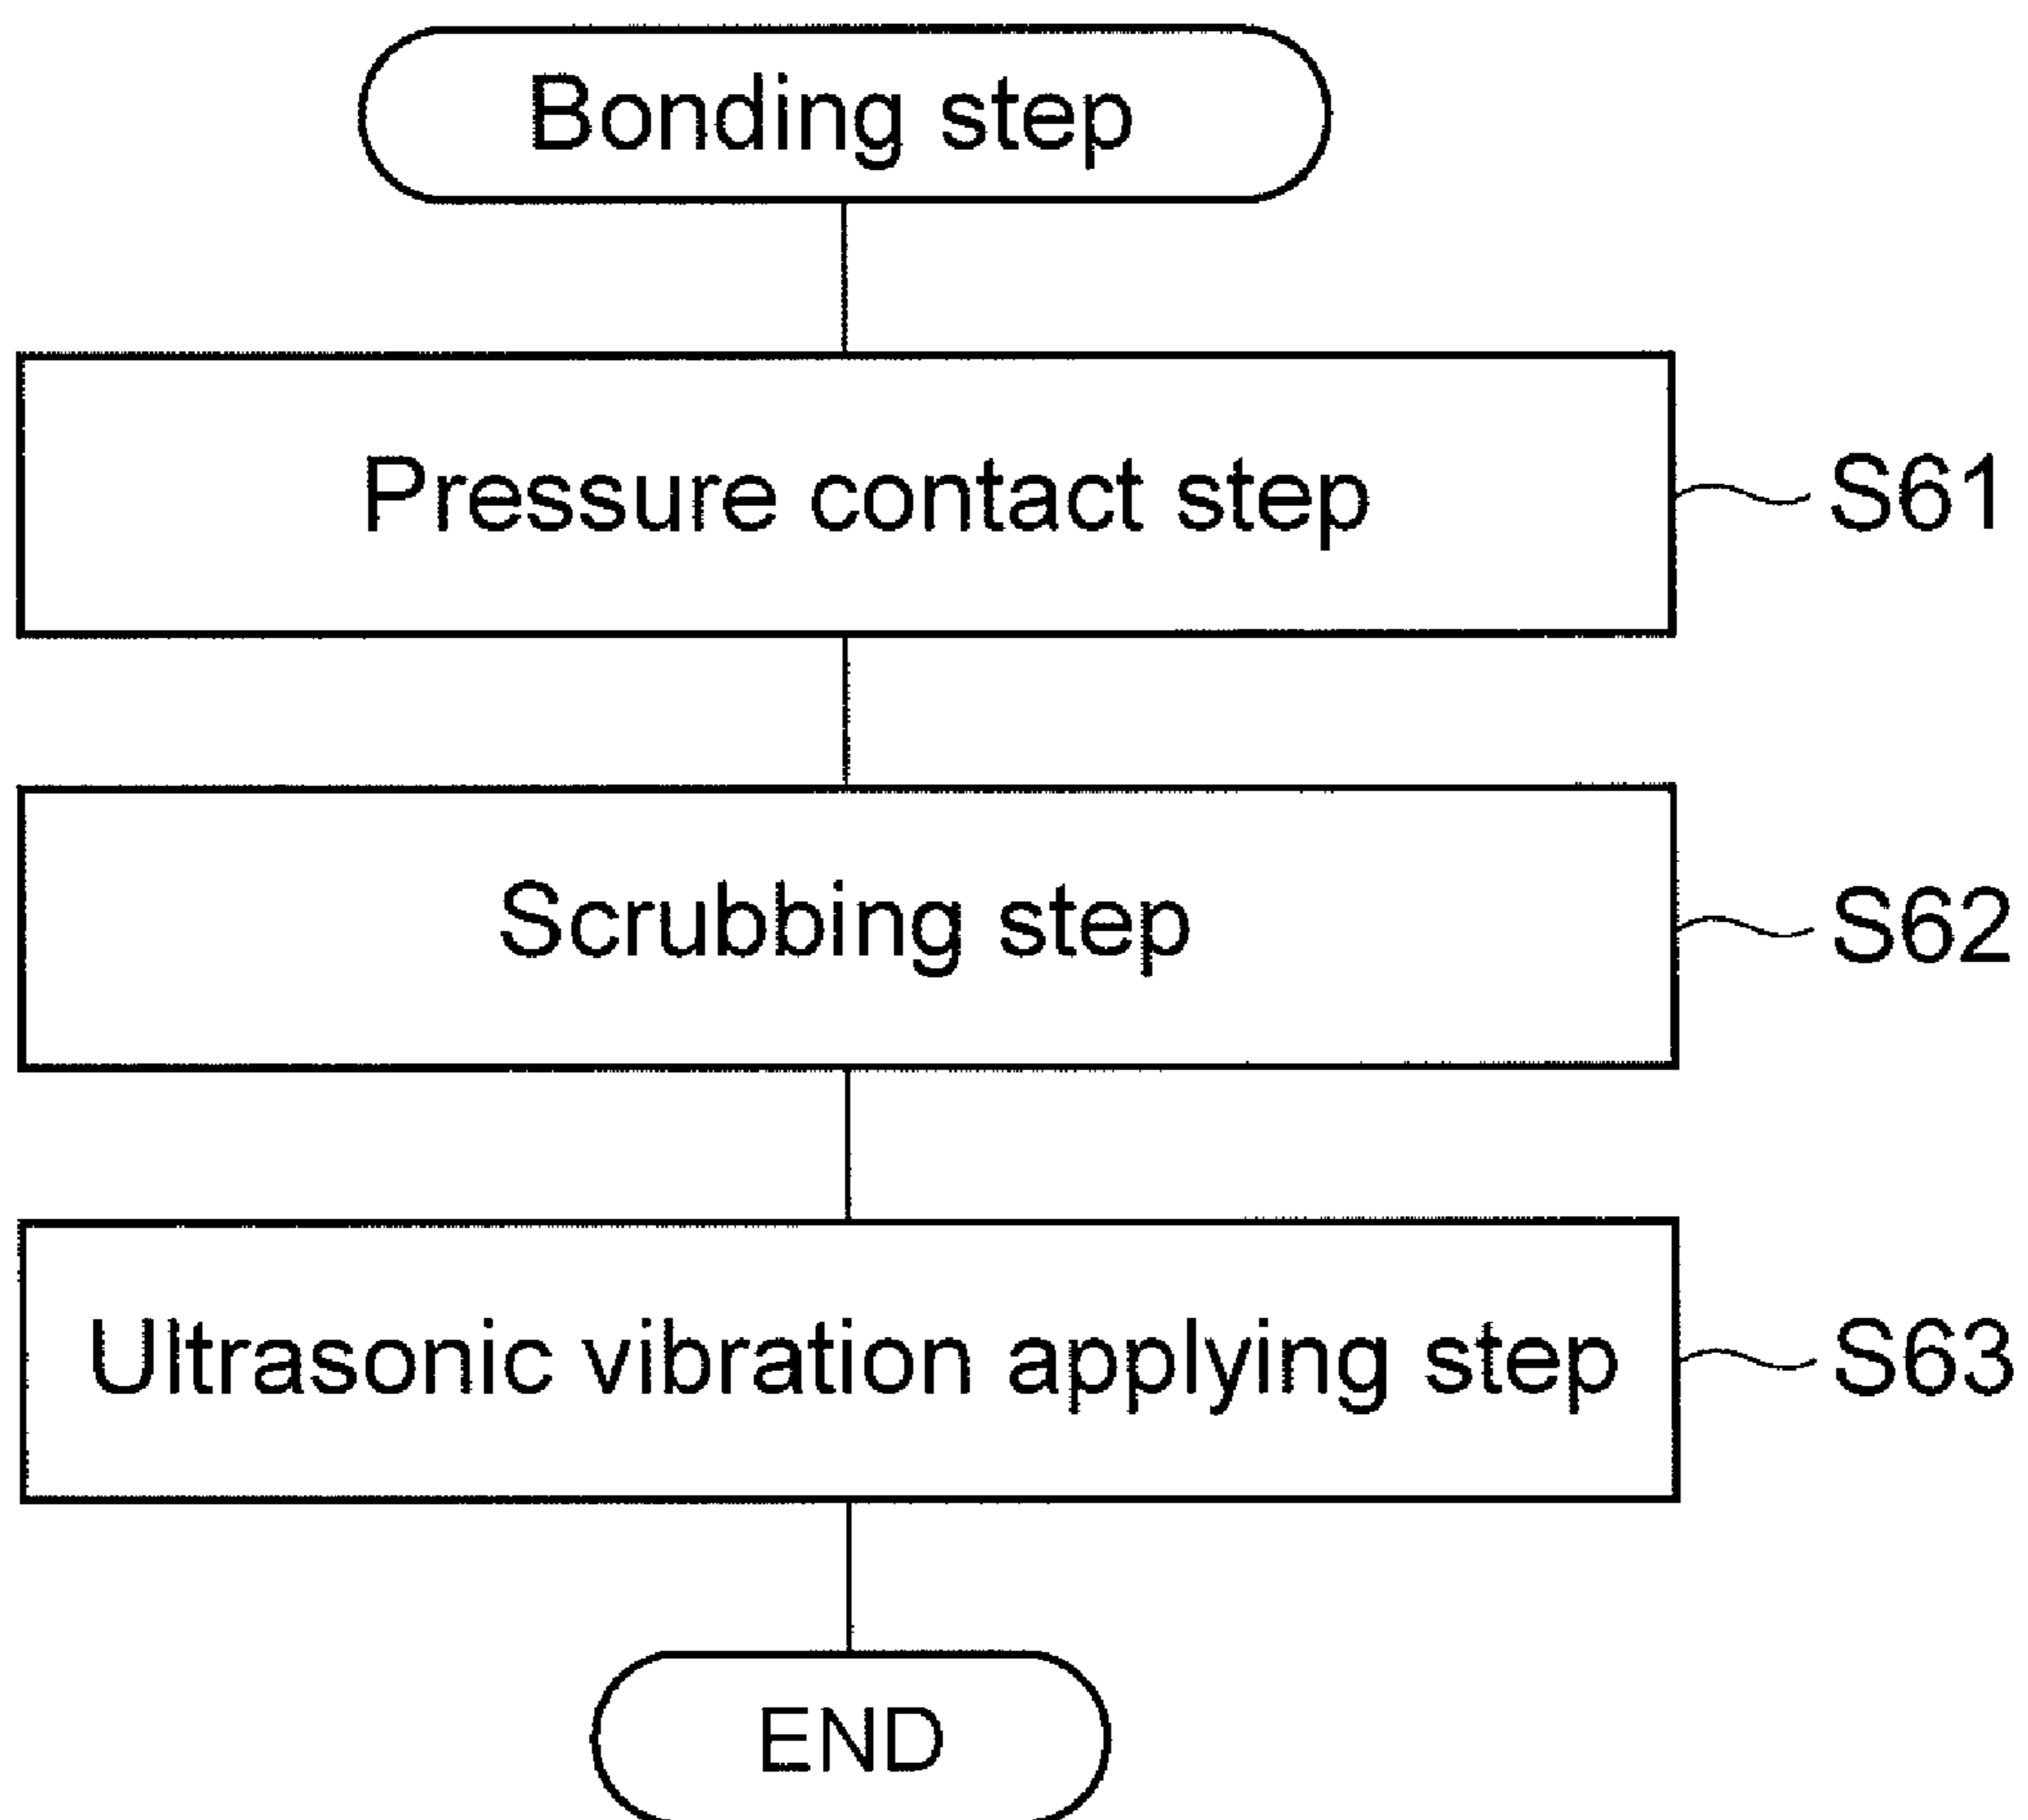 Bonding step
Pressure contact step
S61
Scrubbing step
S62
Ultrasonic vibration applying step
S63
END